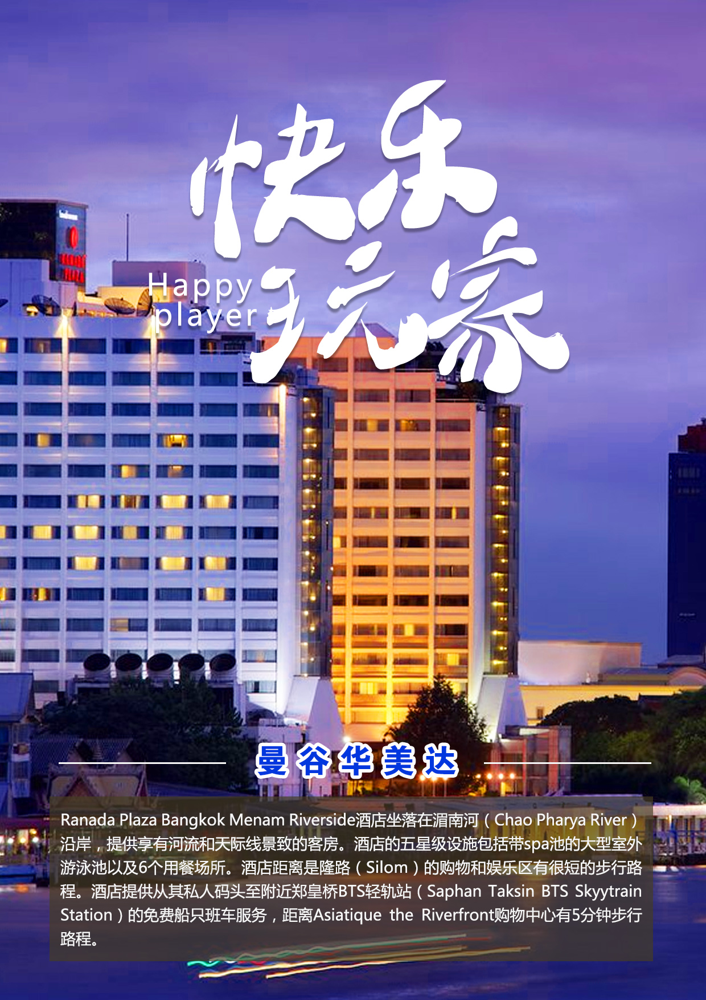 快乐
玩家
Happy
player
曼谷华美达
Ranada Plaza Bangkok Menam Riverside酒店坐落在湄南河（Chao Pharya River）
沿岸，提供享有河流和天际线景致的客房。酒店的五星级设施包括带spa池的大型室外
游泳池以及6个用餐场所。酒店距离是隆路（Silom）的购物和娱乐区有很短的步行路
程。酒店提供从其私人码头至附近郑皇桥BTS轻轨站（Saphan Taksin BTS Skyytrain
Station）的免费船只班车服务，距离Asiatique the Riverfront购物中心有5分钟步行
路程。